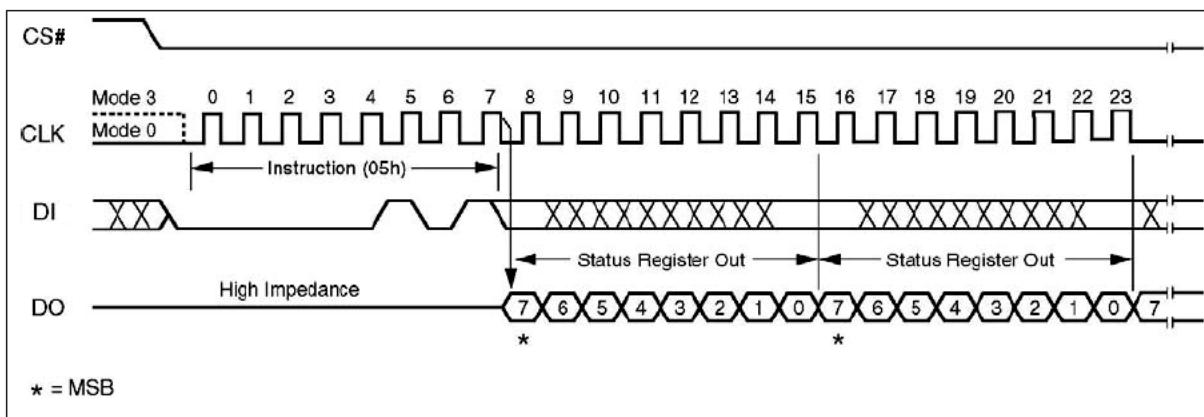 CS#
Mode 3 0 1 2 3 4 5 6 7 8 9 10 11 12 13 14 15 16 17 18 19 20 21 22 23
CLK Mode 0
Instruction (05h)
DI
Status Register Out Status Register Out
High Impedance
DO 7 6 5 4 3 2 1 0 7 6 5 4 3 2 1 0 7
* *
* = MSB